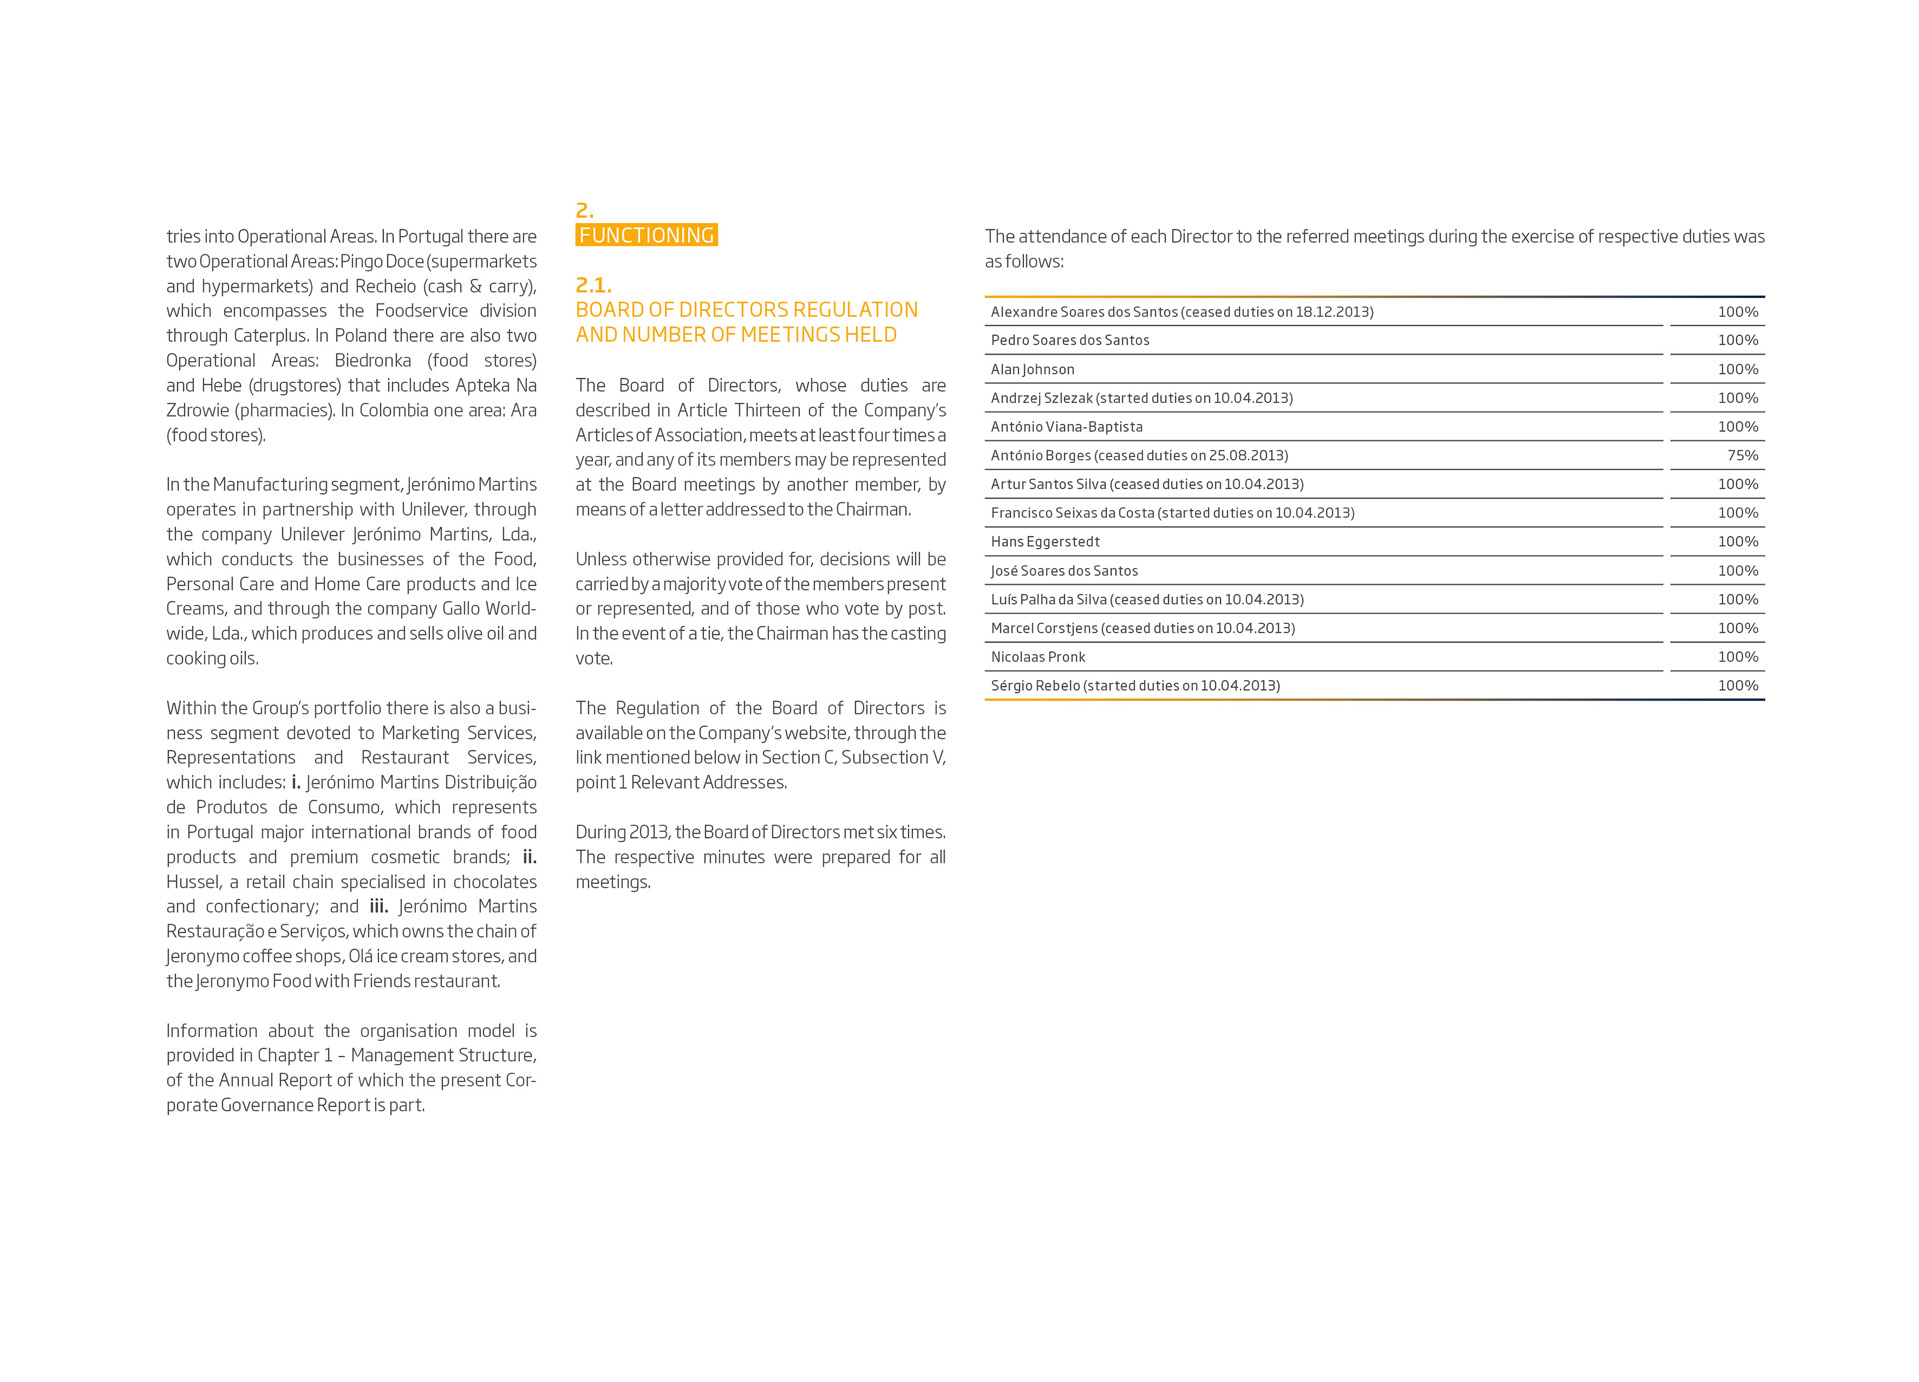 tries into Operational Areas. In Portugal there are
two Operational Areas: Pingo Doce (supermarkets
and hypermarkets) and Recheio (cash & carry),
which encompasses the Foodservice division
through Caterplus. In Poland there are also two
Operational Areas: Biedronka (food stores)
and Hebe (drugstores) that includes Apteka Na
Zdrowie (pharmacies). In Colombia one area: Ara
(food stores).
In the Manufacturing segment, Jerónimo Martins
operates in partnership with Unilever, through
the company Unilever Jerónimo Martins, Lda.,
which conducts the businesses of the Food,
Personal Care and Home Care products and Ice
Creams, and through the company Gallo World-
wide, Lda., which produces and sells olive oil and
cooking oils.
Within the Group's portfolio there is also a busi-
ness segment devoted to Marketing Services,
Representations and Restaurant Services,
which includes: i. Jerónimo Martins Distribuição
de Produtos de Consumo, which represents
in Portugal major international brands of food
products and premium cosmetic brands; ii.
Hussel, a retail chain specialised in chocolates
and confectionary; and iii. Jerónimo Martins
Restauração e Serviços, which owns the chain of
Jeronymo coffee shops, Olá ice cream stores, and
the Jeronymo Food with Friends restaurant.
Information about the organisation model is
provided in Chapter 1 – Management Structure,
of the Annual Report of which the present Cor-
porate Governance Report is part.
2.
FUNCTIONING
2.1.
BOARD OF DIRECTORS REGULATION
AND NUMBER OF MEETINGS HELD
The Board of Directors, whose duties are
described in Article Thirteen of the Company's
Articles of Association, meets at least four times a
year, and any of its members may be represented
at the Board meetings by another member, by
means of a letter addressed to the Chairman.
Unless otherwise provided for, decisions will be
carried by a majority vote of the members present
or represented, and of those who vote by post.
In the event of a tie, the Chairman has the casting
vote.
The Regulation of the Board of Directors is
available on the Company's website, through the
link mentioned below in Section C, Subsection V,
point 1 Relevant Addresses.
During 2013, the Board of Directors met six times.
The respective minutes were prepared for all
meetings.
The attendance of each Director to the referred meetings during the exercise of respective duties was
as follows:
Alexandre Soares dos Santos (ceased duties on 18.12.2013) 100%
Pedro Soares dos Santos 100%
Alan Johnson 100%
Andrzej Szlezak (started duties on 10.04.2013) 100%
António Viana-Baptista 100%
António Borges (ceased duties on 25.08.2013) 75%
Artur Santos Silva (ceased duties on 10.04.2013) 100%
Francisco Seixas da Costa (started duties on 10.04.2013) 100%
Hans Eggerstedt 100%
José Soares dos Santos 100%
Luís Palha da Silva (ceased duties on 10.04.2013) 100%
Marcel Corstjens (ceased duties on 10.04.2013) 100%
Nicolaas Pronk 100%
Sérgio Rebelo (started duties on 10.04.2013) 100%